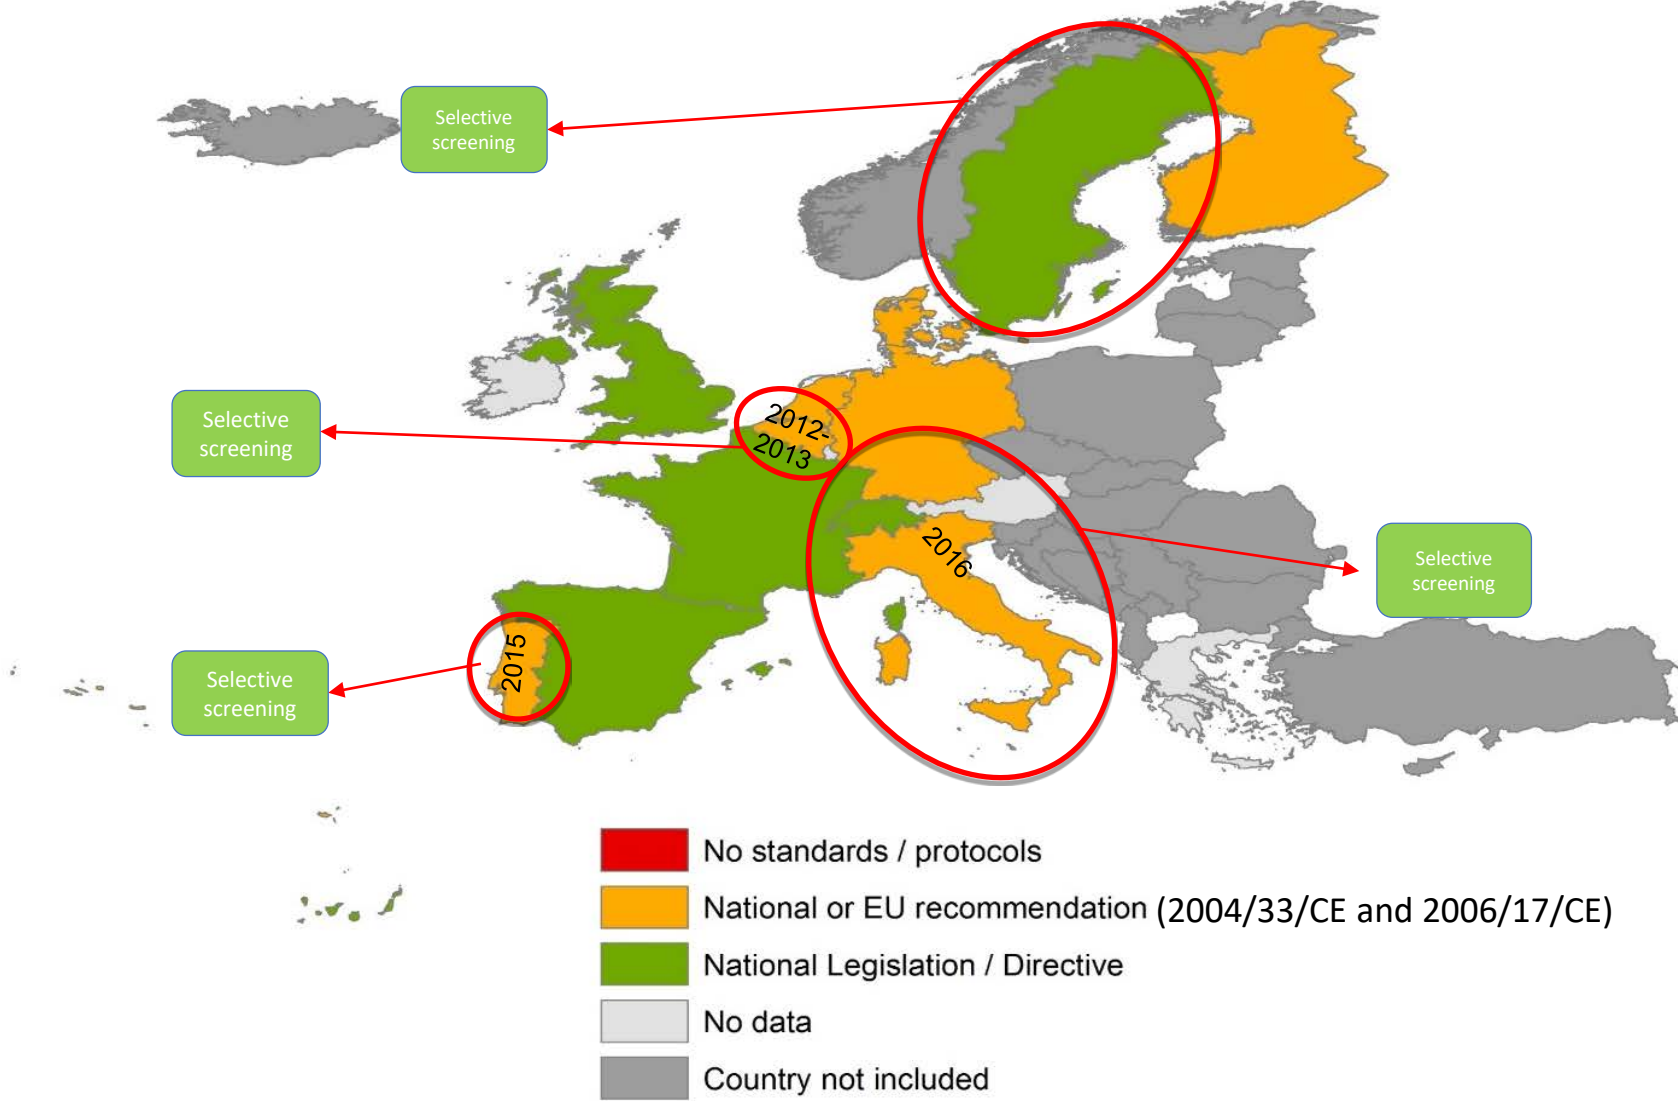 Selective
screening
Selective
screening
2012-
2013
2016
Selective
screening
2015
Selective
screening
No standards / protocols
National or EU recommendation (2004/33/CE and 2006/17/CE)
National Legislation / Directive
No data
Country not included